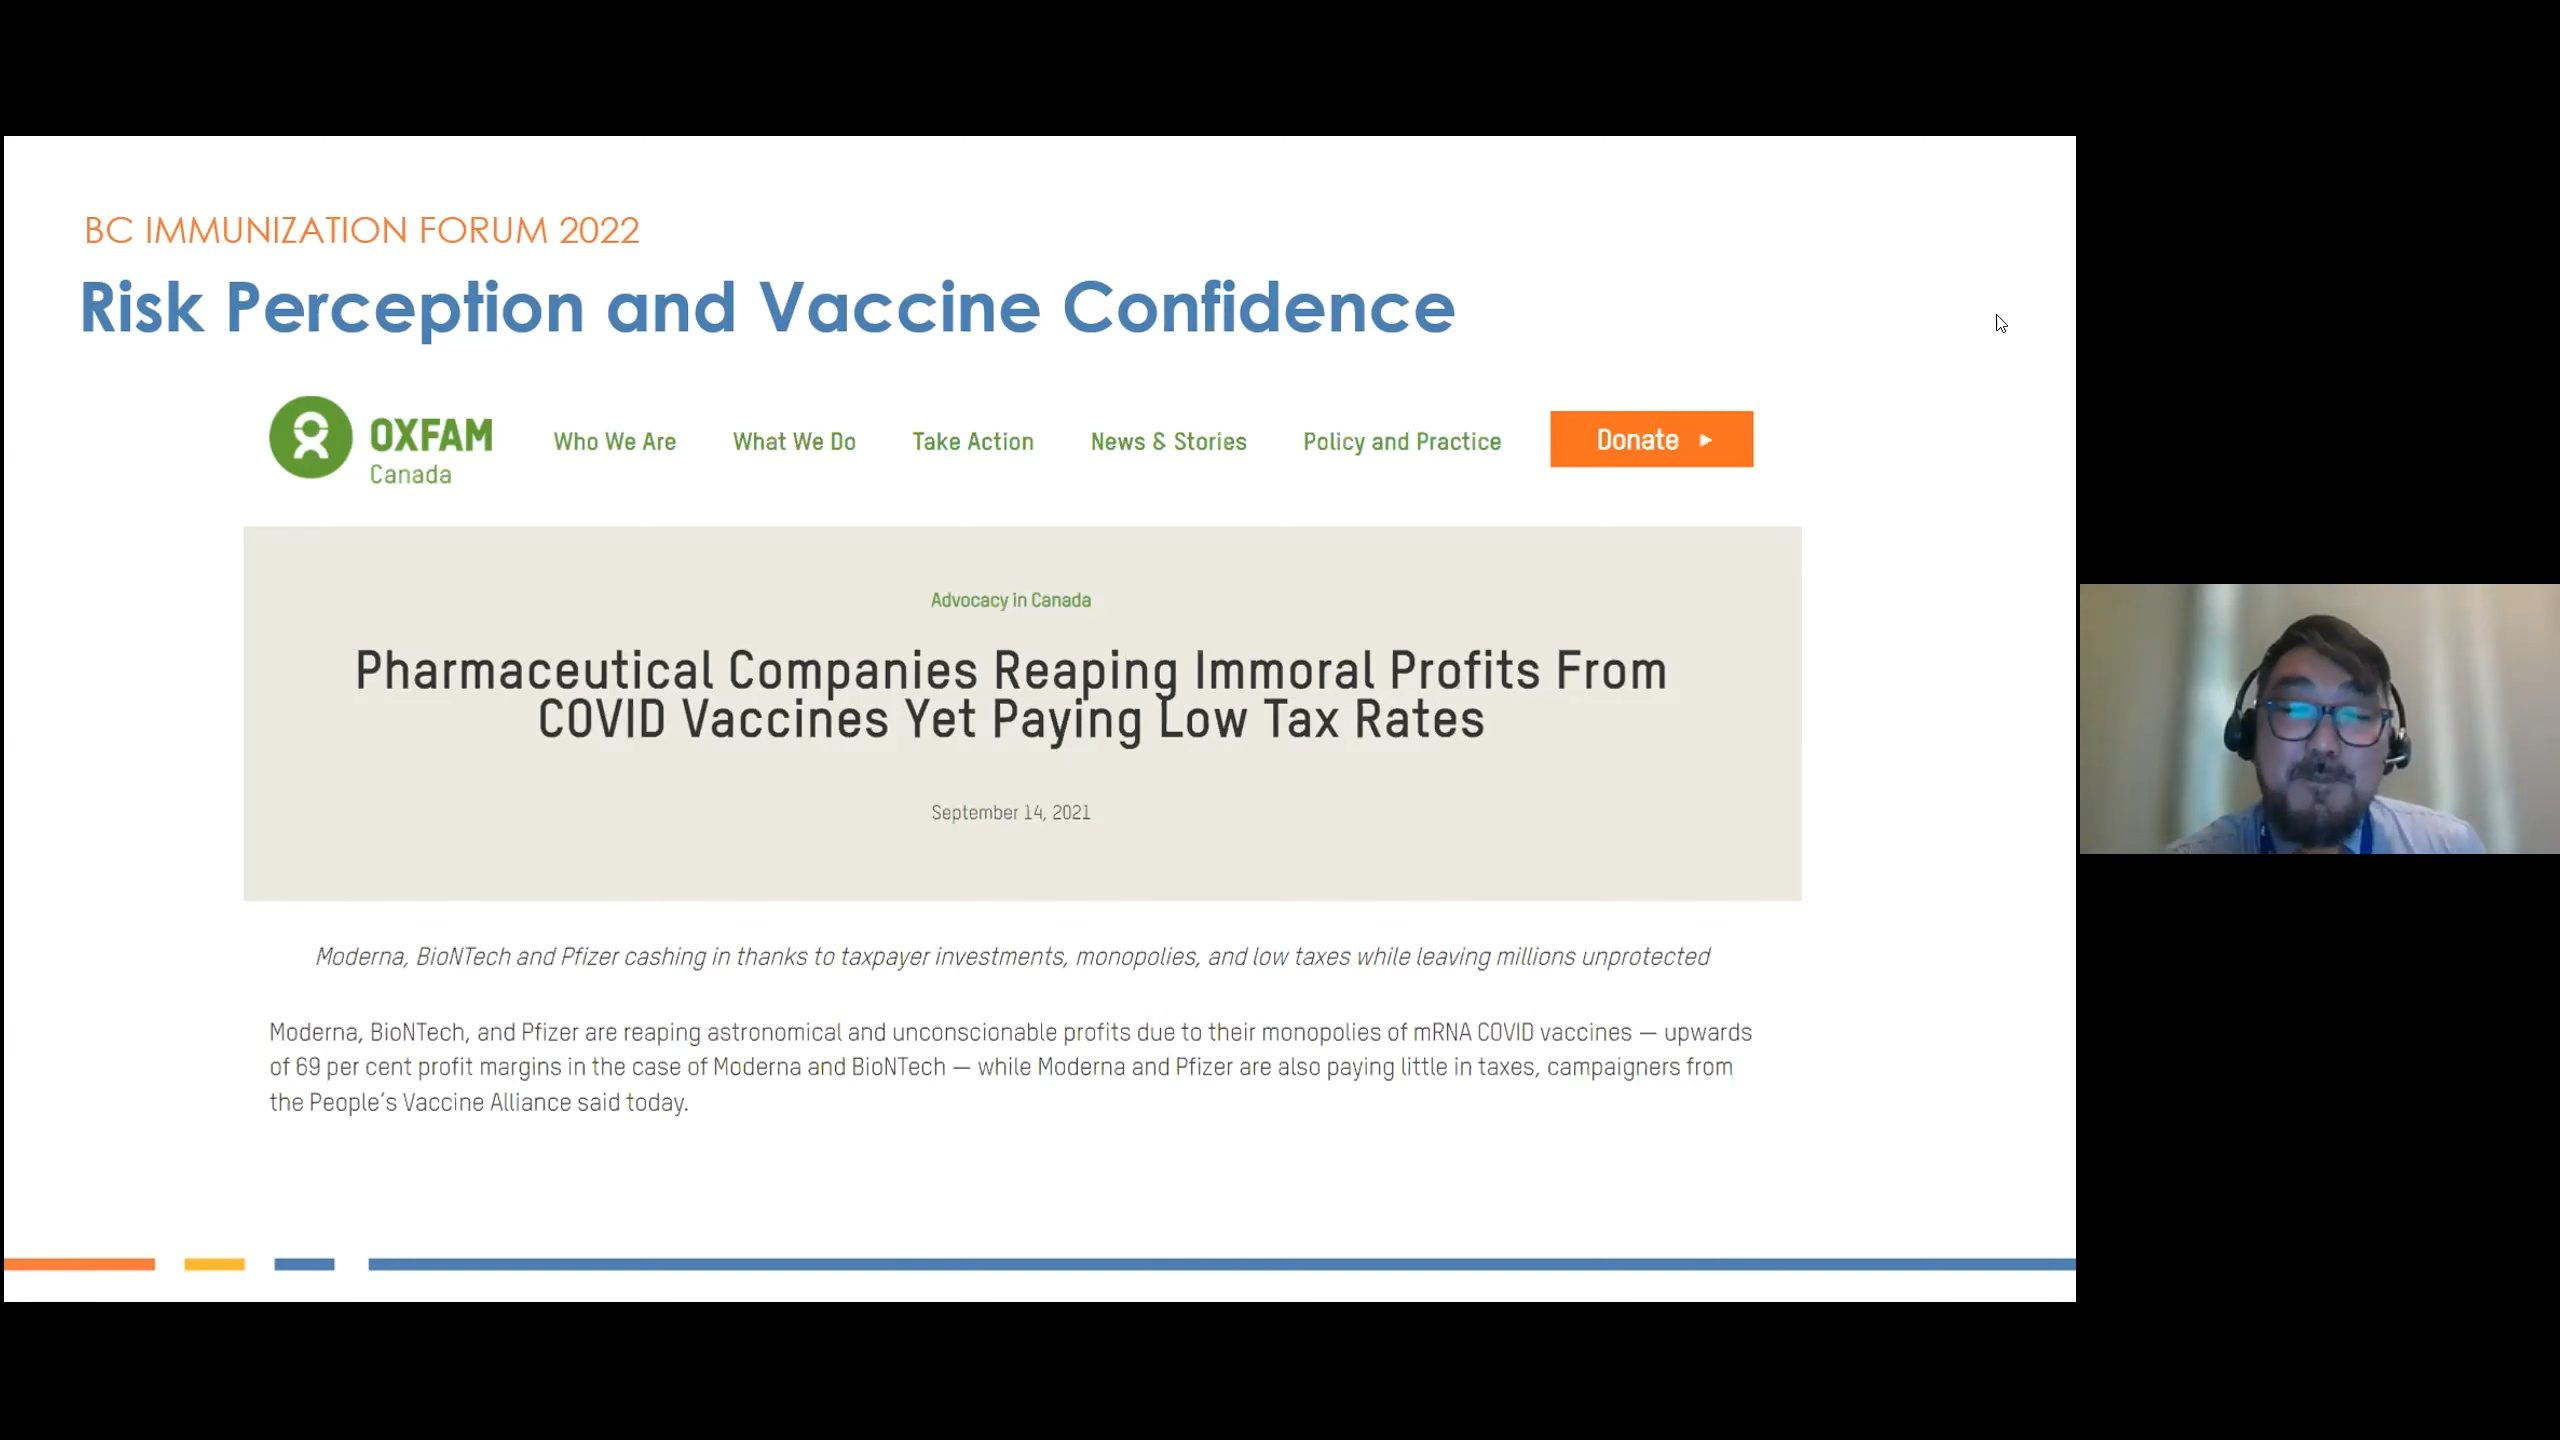 BC IMMUNIZATION FORUM 2022
Risk Perception and Vaccine Confidence
OXFAM
Canada
Who We Are
What We Do
Take Action
News & Stories
Policy and Practice
Donate
Advocacy in Canada
Pharmaceutical Companies Reaping Immoral Profits From
COVID Vaccines Yet Paying Low Tax Rates
September 14, 2021
Moderna, BioNTech and Pfizer cashing in thanks to taxpayer investments, monopolies, and low taxes while leaving millions unprotected
Moderna, BioNTech, and Pfizer are reaping astronomical and unconscionable profits due to their monopolies of mRNA COVID vaccines — upwards
of 69 per cent profit margins in the case of Moderna and BioNTech — while Moderna and Pfizer are also paying little in taxes, campaigners from
the People’s Vaccine Alliance said today.